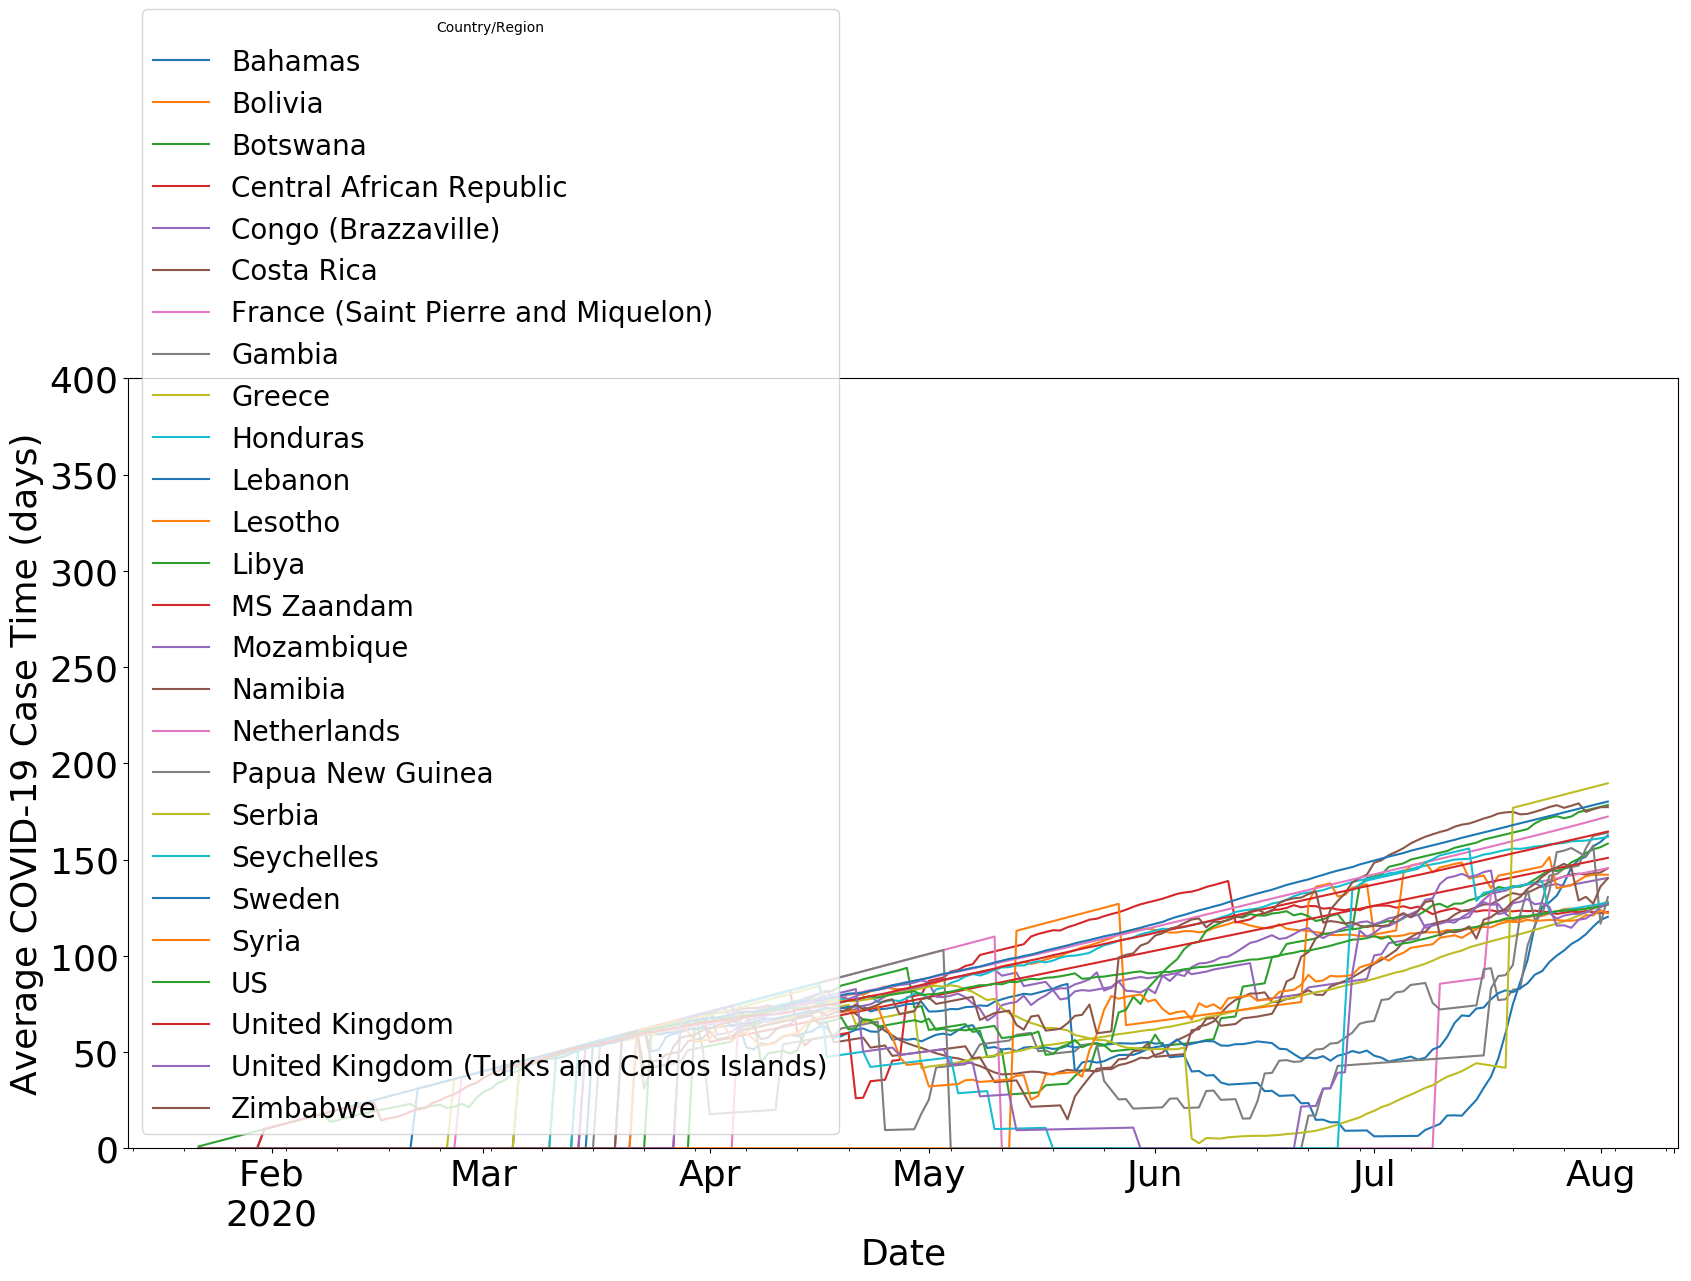 Country/Region
Bahamas
Bolivia
Botswana
Central African Republic
Congo (Brazzaville)
Costa Rica
France (Saint Pierre and Miquelon)
Gambia
Greece
Honduras
Lebanon
Lesotho
Libya
MS Zaandam
Mozambique
Namibia
Netherlands
Papua New Guinea
Serbia
Seychelles
Sweden
Syria
US
United Kingdom
United Kingdom (Turks and Caicos Islands)
Zimbabwe
400
350
300
250
200
150
100
50
0
Average COVID-19 Case Time (days)
Feb Mar Apr May Jun Jul Aug
2020
Date